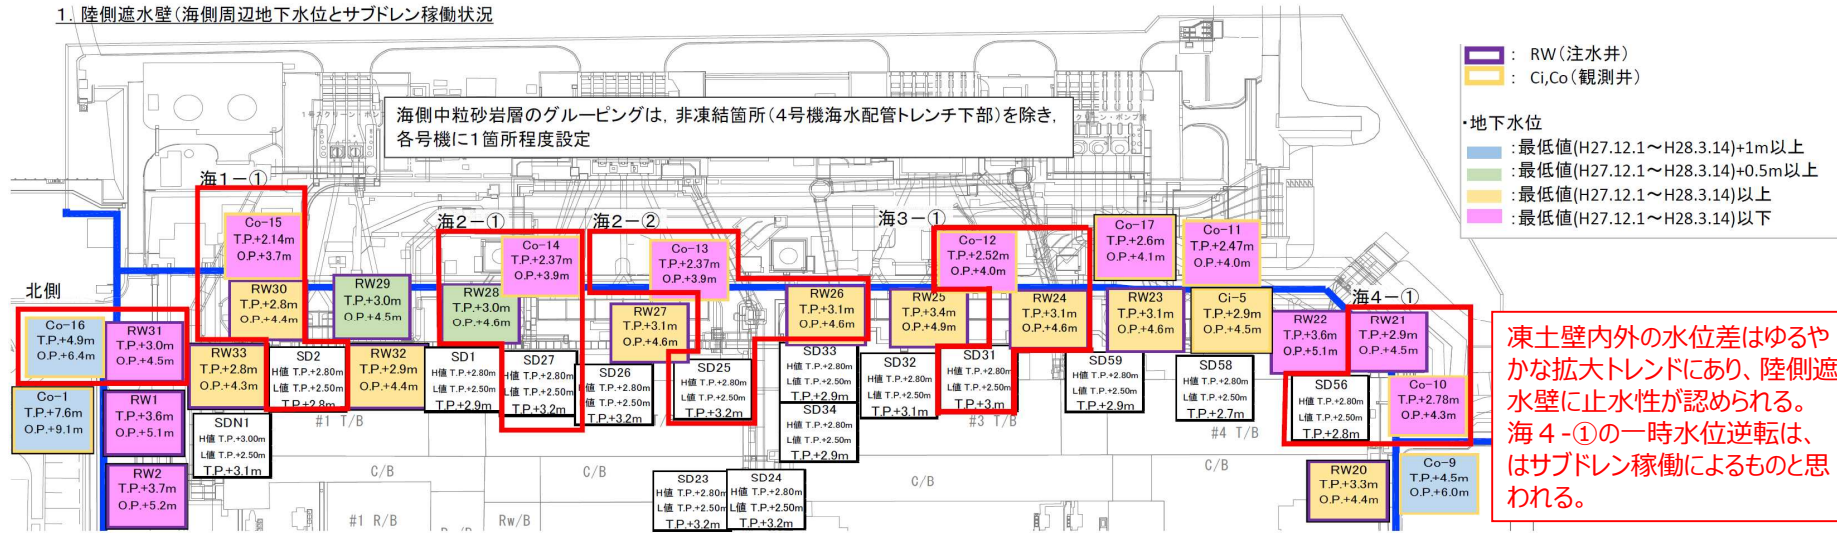 1. 陸側遮水壁(海側周辺地下水位とサブドレン稼働状況
海側中粒砂岩層のグルーピングは, 非凍結箇所(4号機海水配管トレンチ下部)を除き,
各号機に1箇所程度設定
: RW(注水井)
: Ci,Co(観測井)
・地下水位
:最低値(H27.12.1~H28.3.14)+1m以上
:最低値(H27.12.1~H28.3.14)+0.5m以上
:最低値(H27.12.1~H28.3.14)以上
:最低値(H27.12.1~H28.3.14)以下
海1-①
海2-①
海2-②
海3-①
海4-①
北側
Co-15
T.P.+2.14m
O.P.+3.7m
Co-14
T.P.+2.37m
O.P.+3.9m
Co-13
T.P.+2.37m
O.P.+3.9m
Co-12
T.P.+2.52m
O.P.+4.0m
Co-17
T.P.+2.6m
O.P.+4.1m
Co-11
T.P.+2.47m
O.P.+4.0m
RW30
T.P.+2.8m
O.P.+4.4m
RW29
T.P.+3.0m
O.P.+4.5m
RW28
T.P.+3.0m
O.P.+4.6m
RW27
T.P.+3.1m
O.P.+4.6m
RW26
T.P.+3.1m
O.P.+4.6m
RW25
T.P.+3.4m
O.P.+4.9m
RW24
T.P.+3.1m
O.P.+4.6m
RW23
T.P.+3.1m
O.P.+4.6m
Ci-5
T.P.+2.9m
O.P.+4.5m
RW22
T.P.+3.6m
O.P.+5.1m
RW21
T.P.+2.9m
O.P.+4.5m
Co-16
T.P.+4.9m
O.P.+6.4m
RW31
T.P.+3.0m
O.P.+4.5m
RW33
T.P.+2.8m
O.P.+4.3m
SD2
H値 T.P.+2.80m
L値 T.P.+2.50m
T.P.+2.8m
RW32
T.P.+2.9m
O.P.+4.4m
SD1
H値 T.P.+2.80m
L値 T.P.+2.50m
T.P.+2.9m
SD27
H値 T.P.+2.80m
L値 T.P.+2.50m
T.P.+3.2m
SD26
H値 T.P.+2.80m
L値 T.P.+2.50m
T.P.+3.2m
SD25
H値 T.P.+2.80m
L値 T.P.+2.50m
T.P.+3.2m
SD33
H値 T.P.+2.80m
L値 T.P.+2.50m
T.P.+2.9m
SD32
H値 T.P.+2.80m
L値 T.P.+2.50m
T.P.+3.1m
SD31
H値 T.P.+2.80m
L値 T.P.+2.50m
T.P.+3m
SD59
H値 T.P.+2.80m
L値 T.P.+2.50m
T.P.+2.9m
SD58
H値 T.P.+2.80m
L値 T.P.+2.50m
T.P.+2.7m
SD56
H値 T.P.+2.80m
L値 T.P.+2.50m
T.P.+2.8m
Co-10
T.P.+2.78m
O.P.+4.3m
Co-1
T.P.+7.6m
O.P.+9.1m
RW1
T.P.+3.6m
O.P.+5.1m
SDN1
H値 T.P.+3.00m
L値 T.P.+2.50m
T.P.+3.1m
SD34
H値 T.P.+2.80m
L値 T.P.+2.50m
T.P.+2.9m
RW2
T.P.+3.7m
O.P.+5.2m
SD23
H値 T.P.+2.80m
L値 T.P.+2.50m
T.P.+3.2m
SD24
H値 T.P.+2.80m
L値 T.P.+2.50m
T.P.+3.2m
RW20
T.P.+3.3m
O.P.+4.4m
Co-9
T.P.+4.5m
O.P.+6.0m
#1 T/B
#3 T/B
#4 T/B
C/B
C/B
C/B
C/B
#1 R/B
Rw/B
凍土壁内外の水位差はゆるや
かな拡大トレンドにあり、陸側遮
水壁に止水性が認められる。
海4-①の一時水位逆転は、
はサブドレン稼働によるものと思
われる。